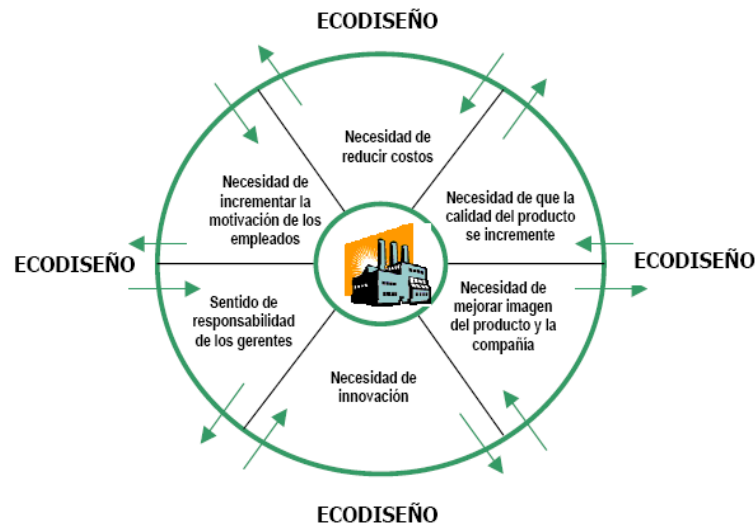 ECODISEÑO
Necesidad de
reducir costos
Necesidad de
incrementar la
motivación de los
empleados
Necesidad de que la
calidad del producto
se incremente
ECODISEÑO
ECODISEÑO
Sentido de
responsabilidad
de los gerentes
Necesidad de
mejorar imagen
del producto y la
compañía
Necesidad de
innovación
ECODISEÑO